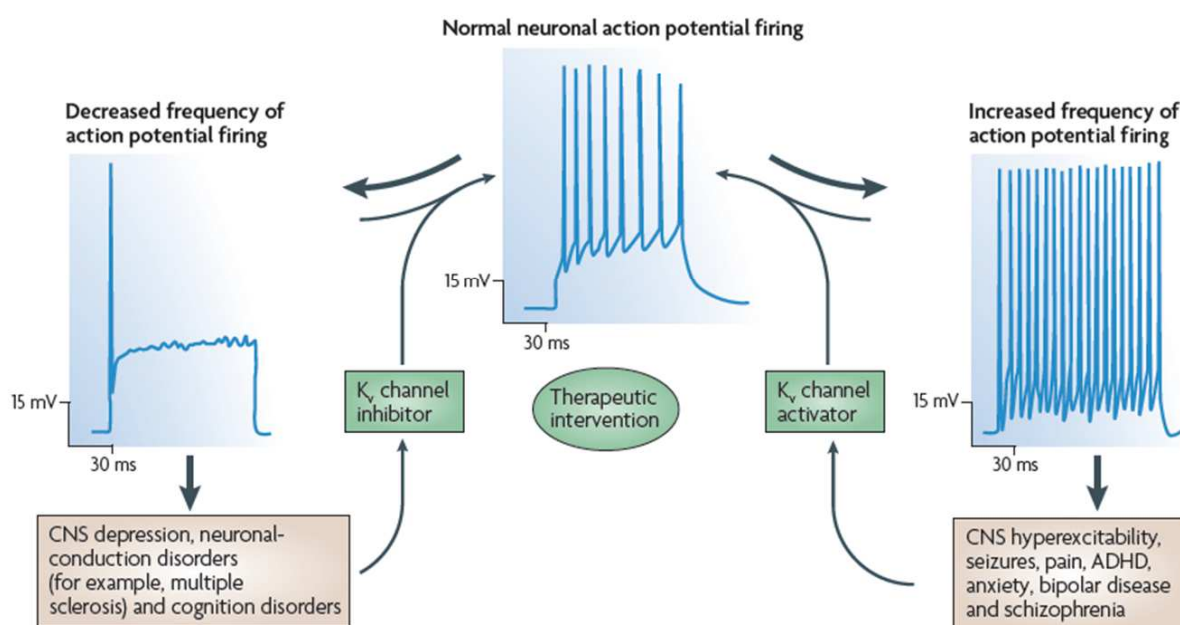 Normal neuronal action potential firing
Decreased frequency of
action potential firing
Increased frequency of
action potential firing
15 mV
30 ms
15 mV
30 ms
15 mV
30 ms
Kv channel
inhibitor
Therapeutic
intervention
Kv channel
activator
CNS depression, neuronal-
conduction disorders
(for example, multiple
sclerosis) and cognition disorders
CNS hyperexcitability,
seizures, pain, ADHD,
anxiety, bipolar disease
and schizophrenia